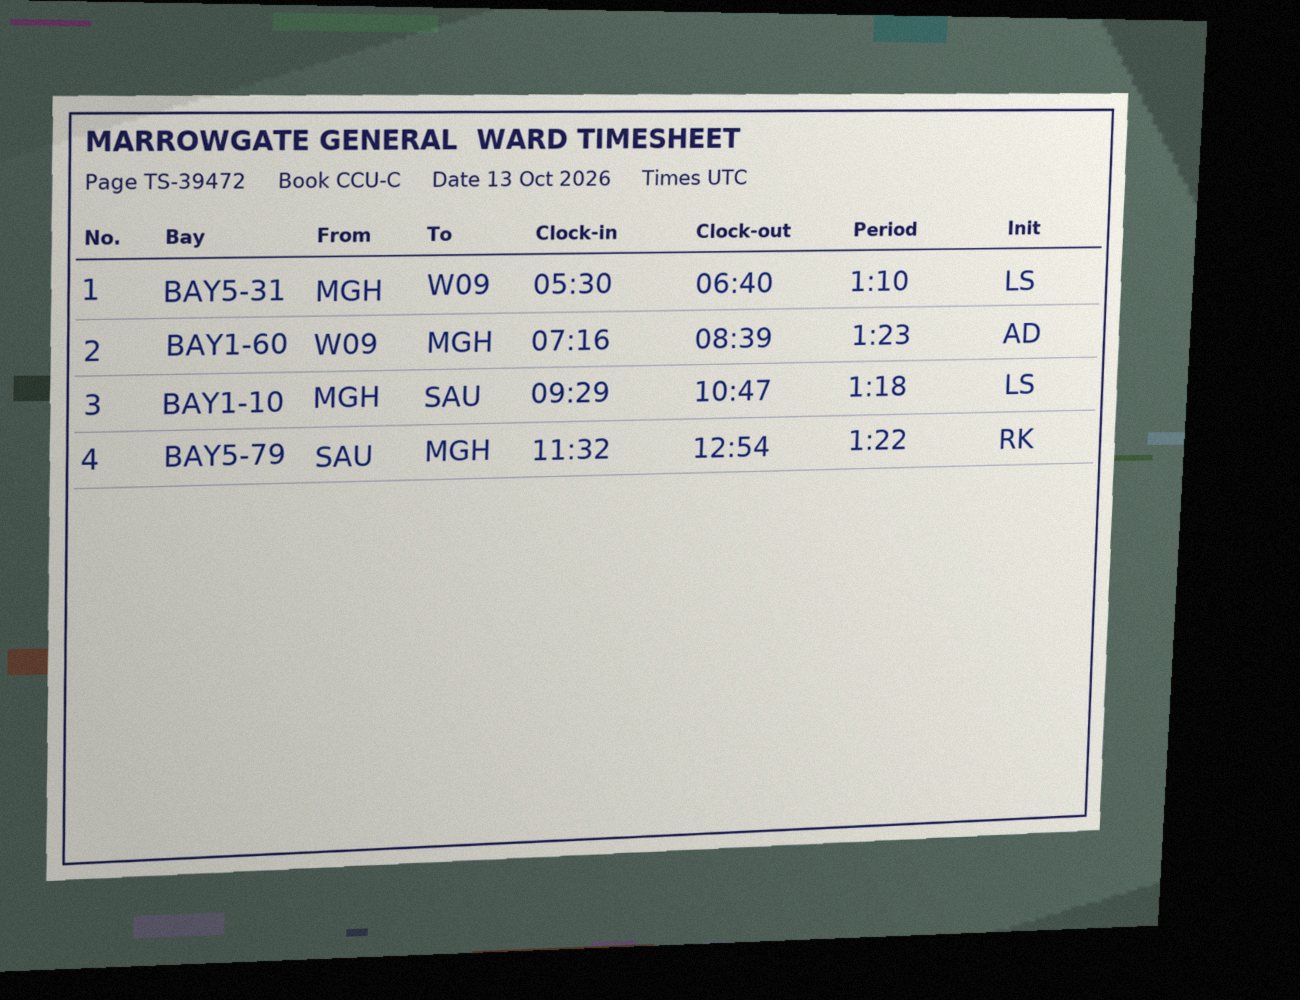 MARROWGATE GENERAL WARD TIMESHEET
Page TS-39472 Book CCU-C Date 13 Oct 2026 Times UTC
No. Bay From To Clock-in Clock-out Period Init
1 BAY5-31 MGH W09 05:30 06:40 1:10 LS
2 BAY1-60 W09 MGH 07:16 08:39 1:23 AD
3 BAY1-10 MGH SAU 09:29 10:47 1:18 LS
4 BAY5-79 SAU MGH 11:32 12:54 1:22 RK